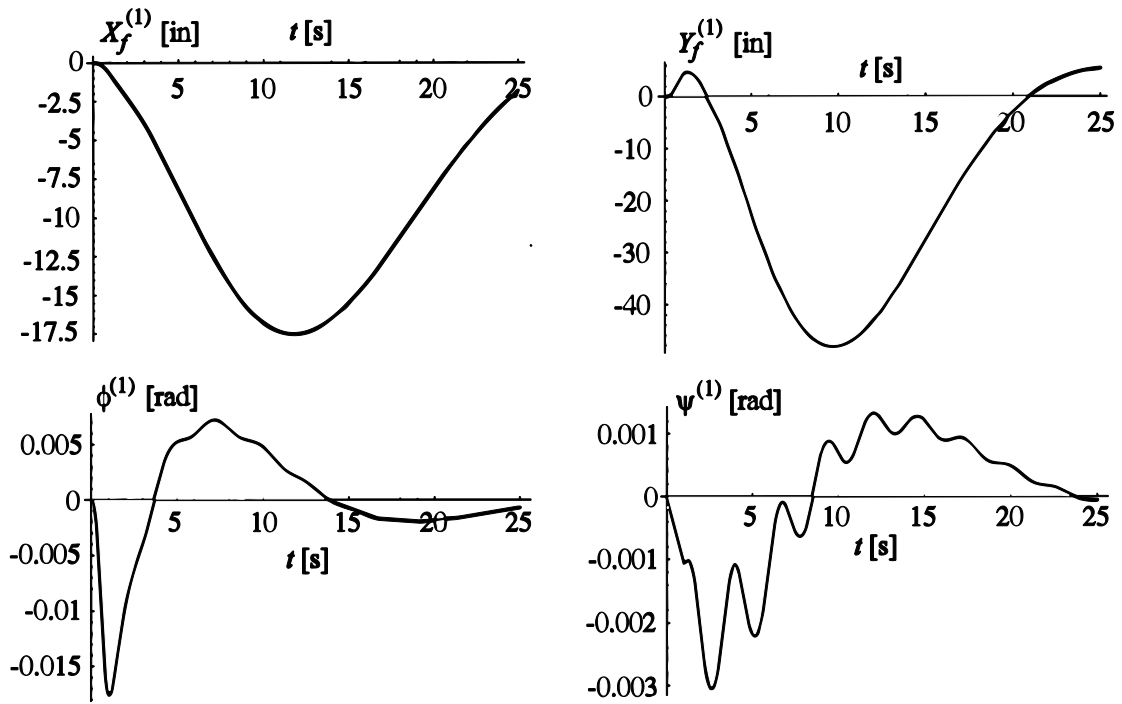 X_f^(1) [in] t [s]
0
5 10 15 20 25
-2.5
-5
-7.5
-10
-12.5
-15
-17.5
Y_f^(1) [in]
t [s]
0
5 10 15 20 25
-10
-20
-30
-40
ϕ^(1) [rad]
0.005
0
5 10 15 20 25
-0.005
t [s]
-0.01
-0.015
ψ^(1) [rad]
0.001
0
5 10 15 20 25
t [s]
-0.001
-0.002
-0.003